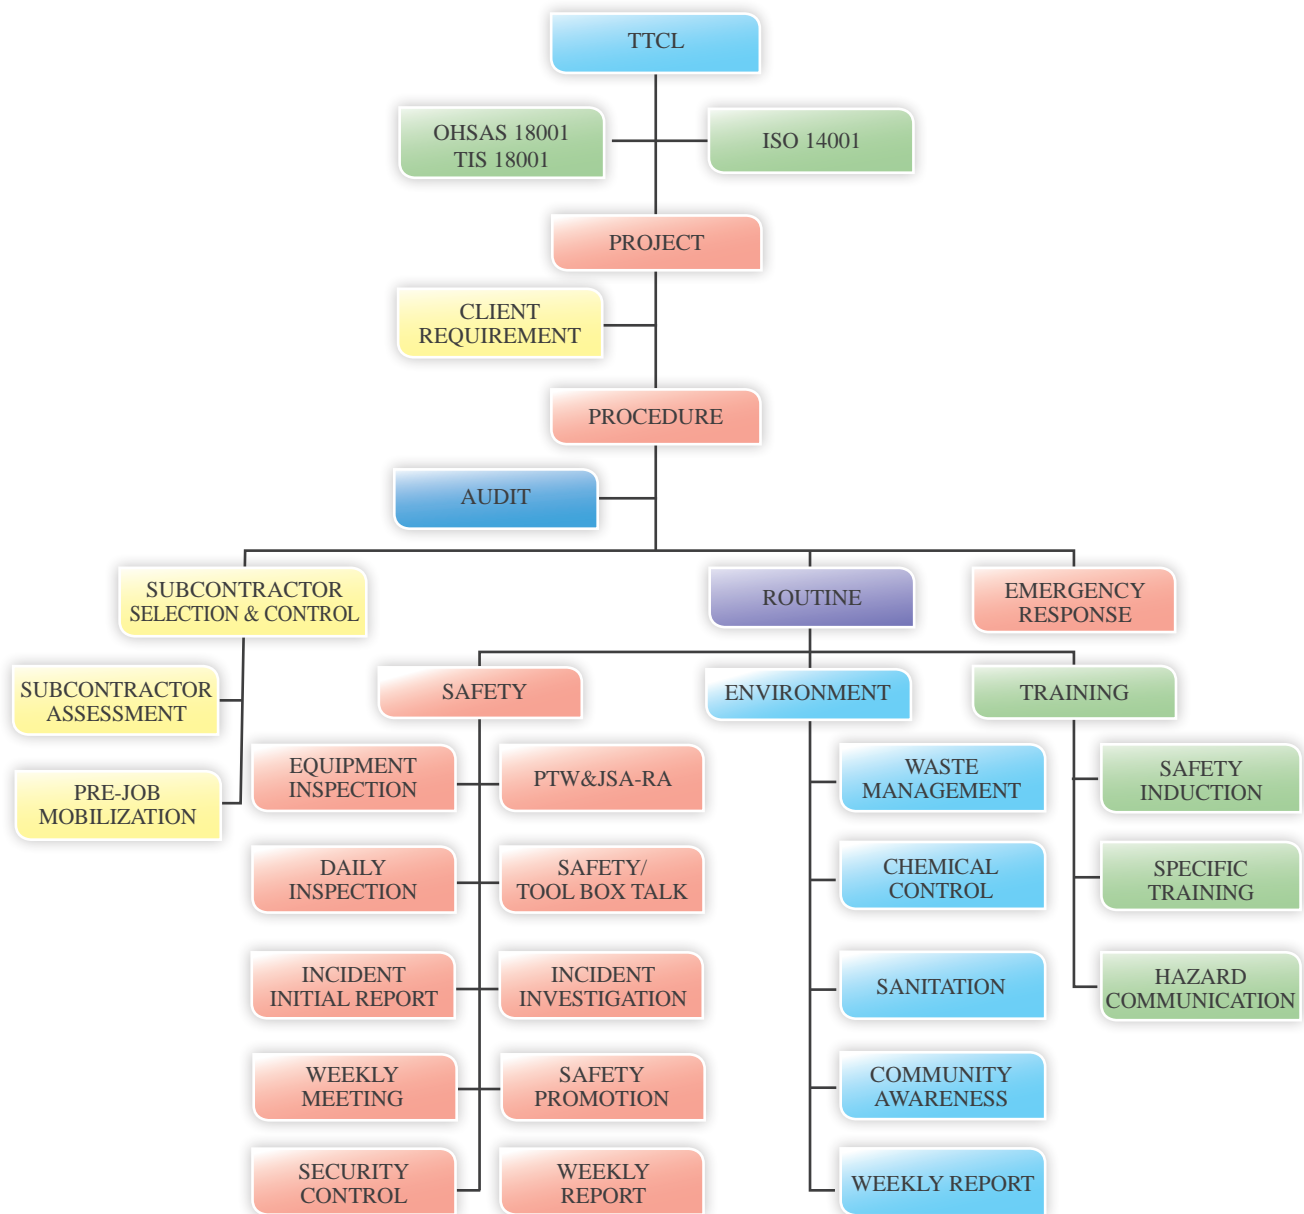 TTCL
OHSAS 18001
TIS 18001
ISO 14001
PROJECT
CLIENT
REQUIREMENT
PROCEDURE
AUDIT
SUBCONTRACTOR
SELECTION & CONTROL
ROUTINE
EMERGENCY
RESPONSE
SUBCONTRACTOR
ASSESSMENT
PRE-JOB
MOBILIZATION
SAFETY
ENVIRONMENT
TRAINING
EQUIPMENT
INSPECTION
PTW&JSA-RA
DAILY
INSPECTION
SAFETY/
TOOL BOX TALK
INCIDENT
INITIAL REPORT
INCIDENT
INVESTIGATION
WEEKLY
MEETING
SAFETY
PROMOTION
SECURITY
CONTROL
WEEKLY
REPORT
WASTE
MANAGEMENT
CHEMICAL
CONTROL
SANITATION
COMMUNITY
AWARENESS
WEEKLY REPORT
SAFETY
INDUCTION
SPECIFIC
TRAINING
HAZARD
COMMUNICATION